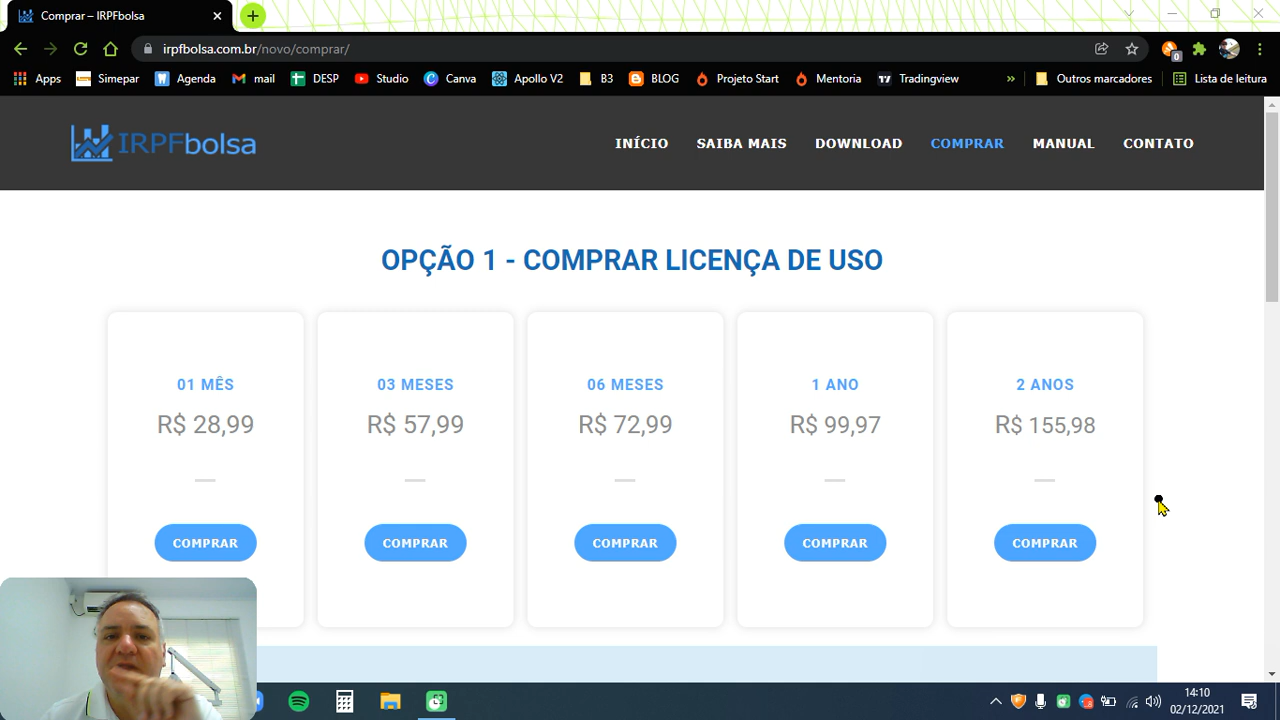 Comprar – IRPFbolsa
irpfbolsa.com.br/novo/comprar/
0
Apps Simepar Agenda mail DESP Studio Canva Apollo V2 B3 BLOG Projeto Start Mentoria Tradingview » Outros marcadores Lista de leitura
IRPFbolsa
INÍCIO SAIBA MAIS DOWNLOAD COMPRAR MANUAL CONTATO
OPÇÃO 1 - COMPRAR LICENÇA DE USO
01 MÊS
R$ 28,99
COMPRAR
03 MESES
R$ 57,99
COMPRAR
06 MESES
R$ 72,99
COMPRAR
1 ANO
R$ 99,97
COMPRAR
2 ANOS
R$ 155,98
COMPRAR
14:10
02/12/2021